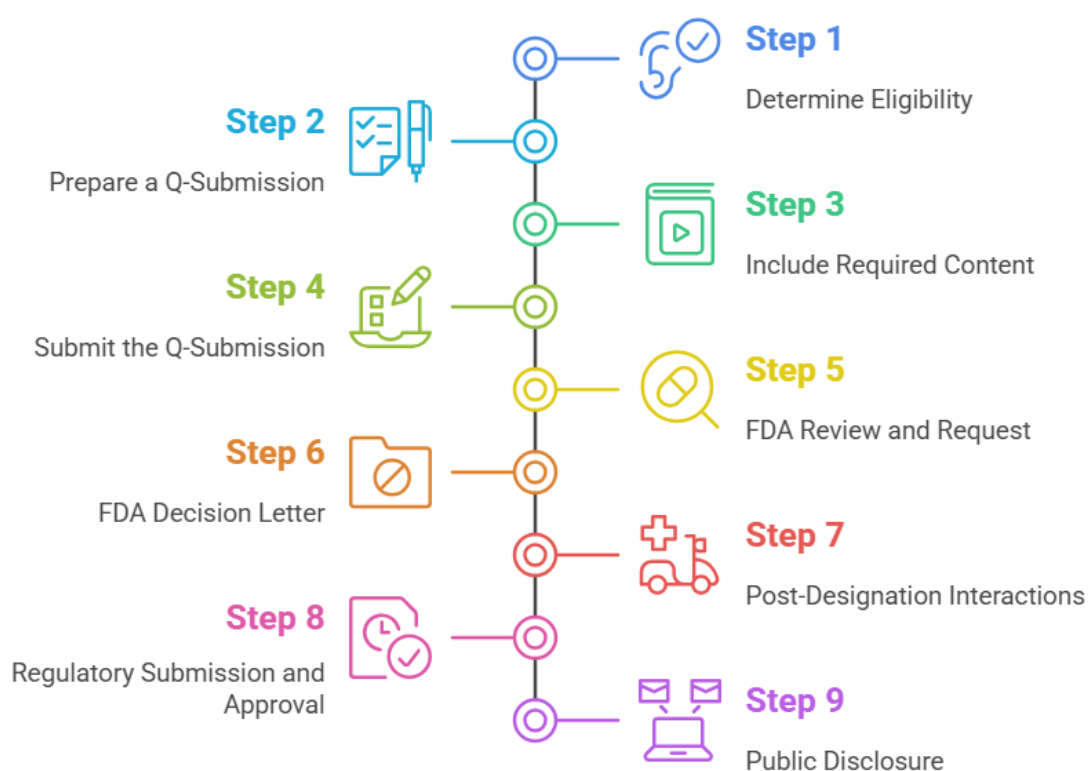 Step 1
Determine Eligibility
Step 2
Prepare a Q-Submission
Step 3
Include Required Content
Step 4
Submit the Q-Submission
Step 5
FDA Review and Request
Step 6
FDA Decision Letter
Step 7
Post-Designation Interactions
Step 8
Regulatory Submission and
Approval
Step 9
Public Disclosure